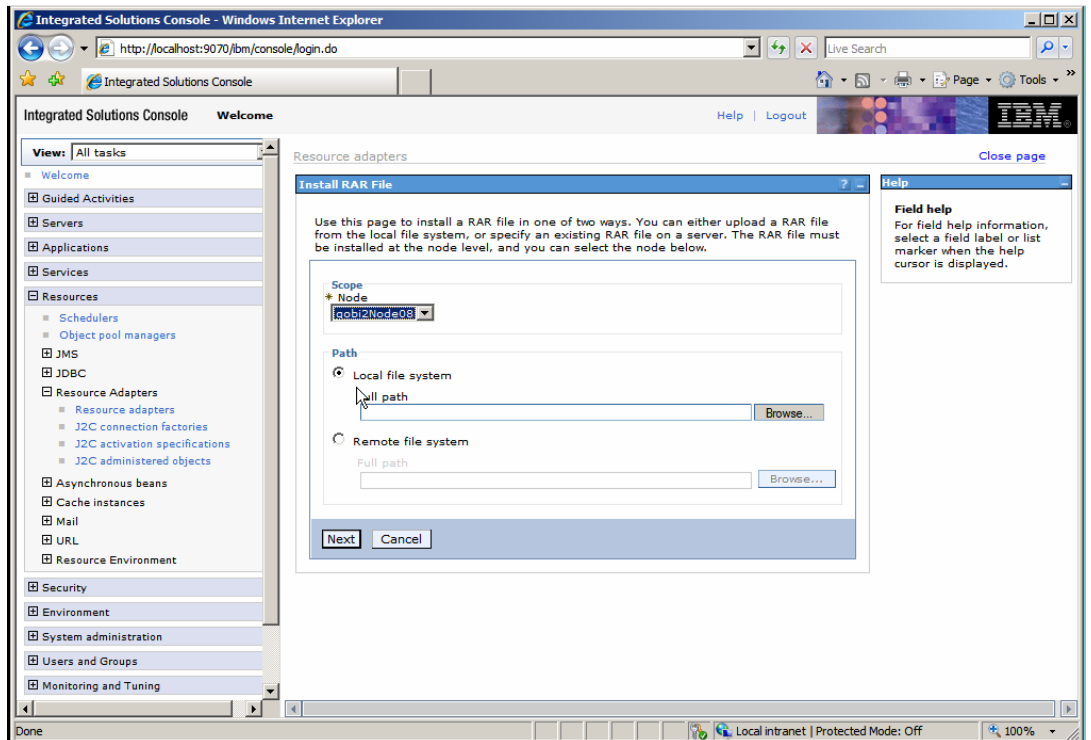 Integrated Solutions Console - Windows Internet Explorer
http://localhost:9070/ibm/console/login.do
Live Search
Integrated Solutions Console
Page
Tools
Integrated Solutions Console Welcome
Help | Logout
IBM
View: All tasks
Welcome
Guided Activities
Servers
Applications
Services
Resources
Schedulers
Object pool managers
JMS
JDBC
Resource Adapters
Resource adapters
J2C connection factories
J2C activation specifications
J2C administered objects
Asynchronous beans
Cache instances
Mail
URL
Resource Environment
Security
Environment
System administration
Users and Groups
Monitoring and Tuning
Resource adapters
Close page
Install RAR File
Use this page to install a RAR file in one of two ways. You can either upload a RAR file
from the local file system, or specify an existing RAR file on a server. The RAR file must
be installed at the node level, and you can select the node below.
Scope
Node
gobi2Node08
Path
Local file system
Full path
Browse...
Remote file system
Full path
Browse...
Next Cancel
Help
Field help
For field help information,
select a field label or list
marker when the help
cursor is displayed.
Done
Local intranet | Protected Mode: Off
100%